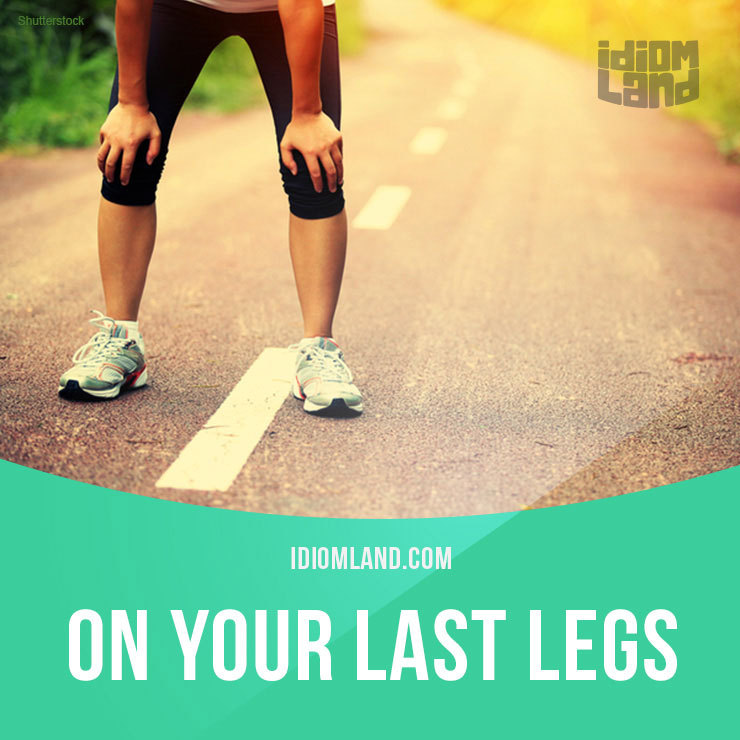 Shutterstock
idiom
Land
IDIOMLAND.COM
ON YOUR LAST LEGS